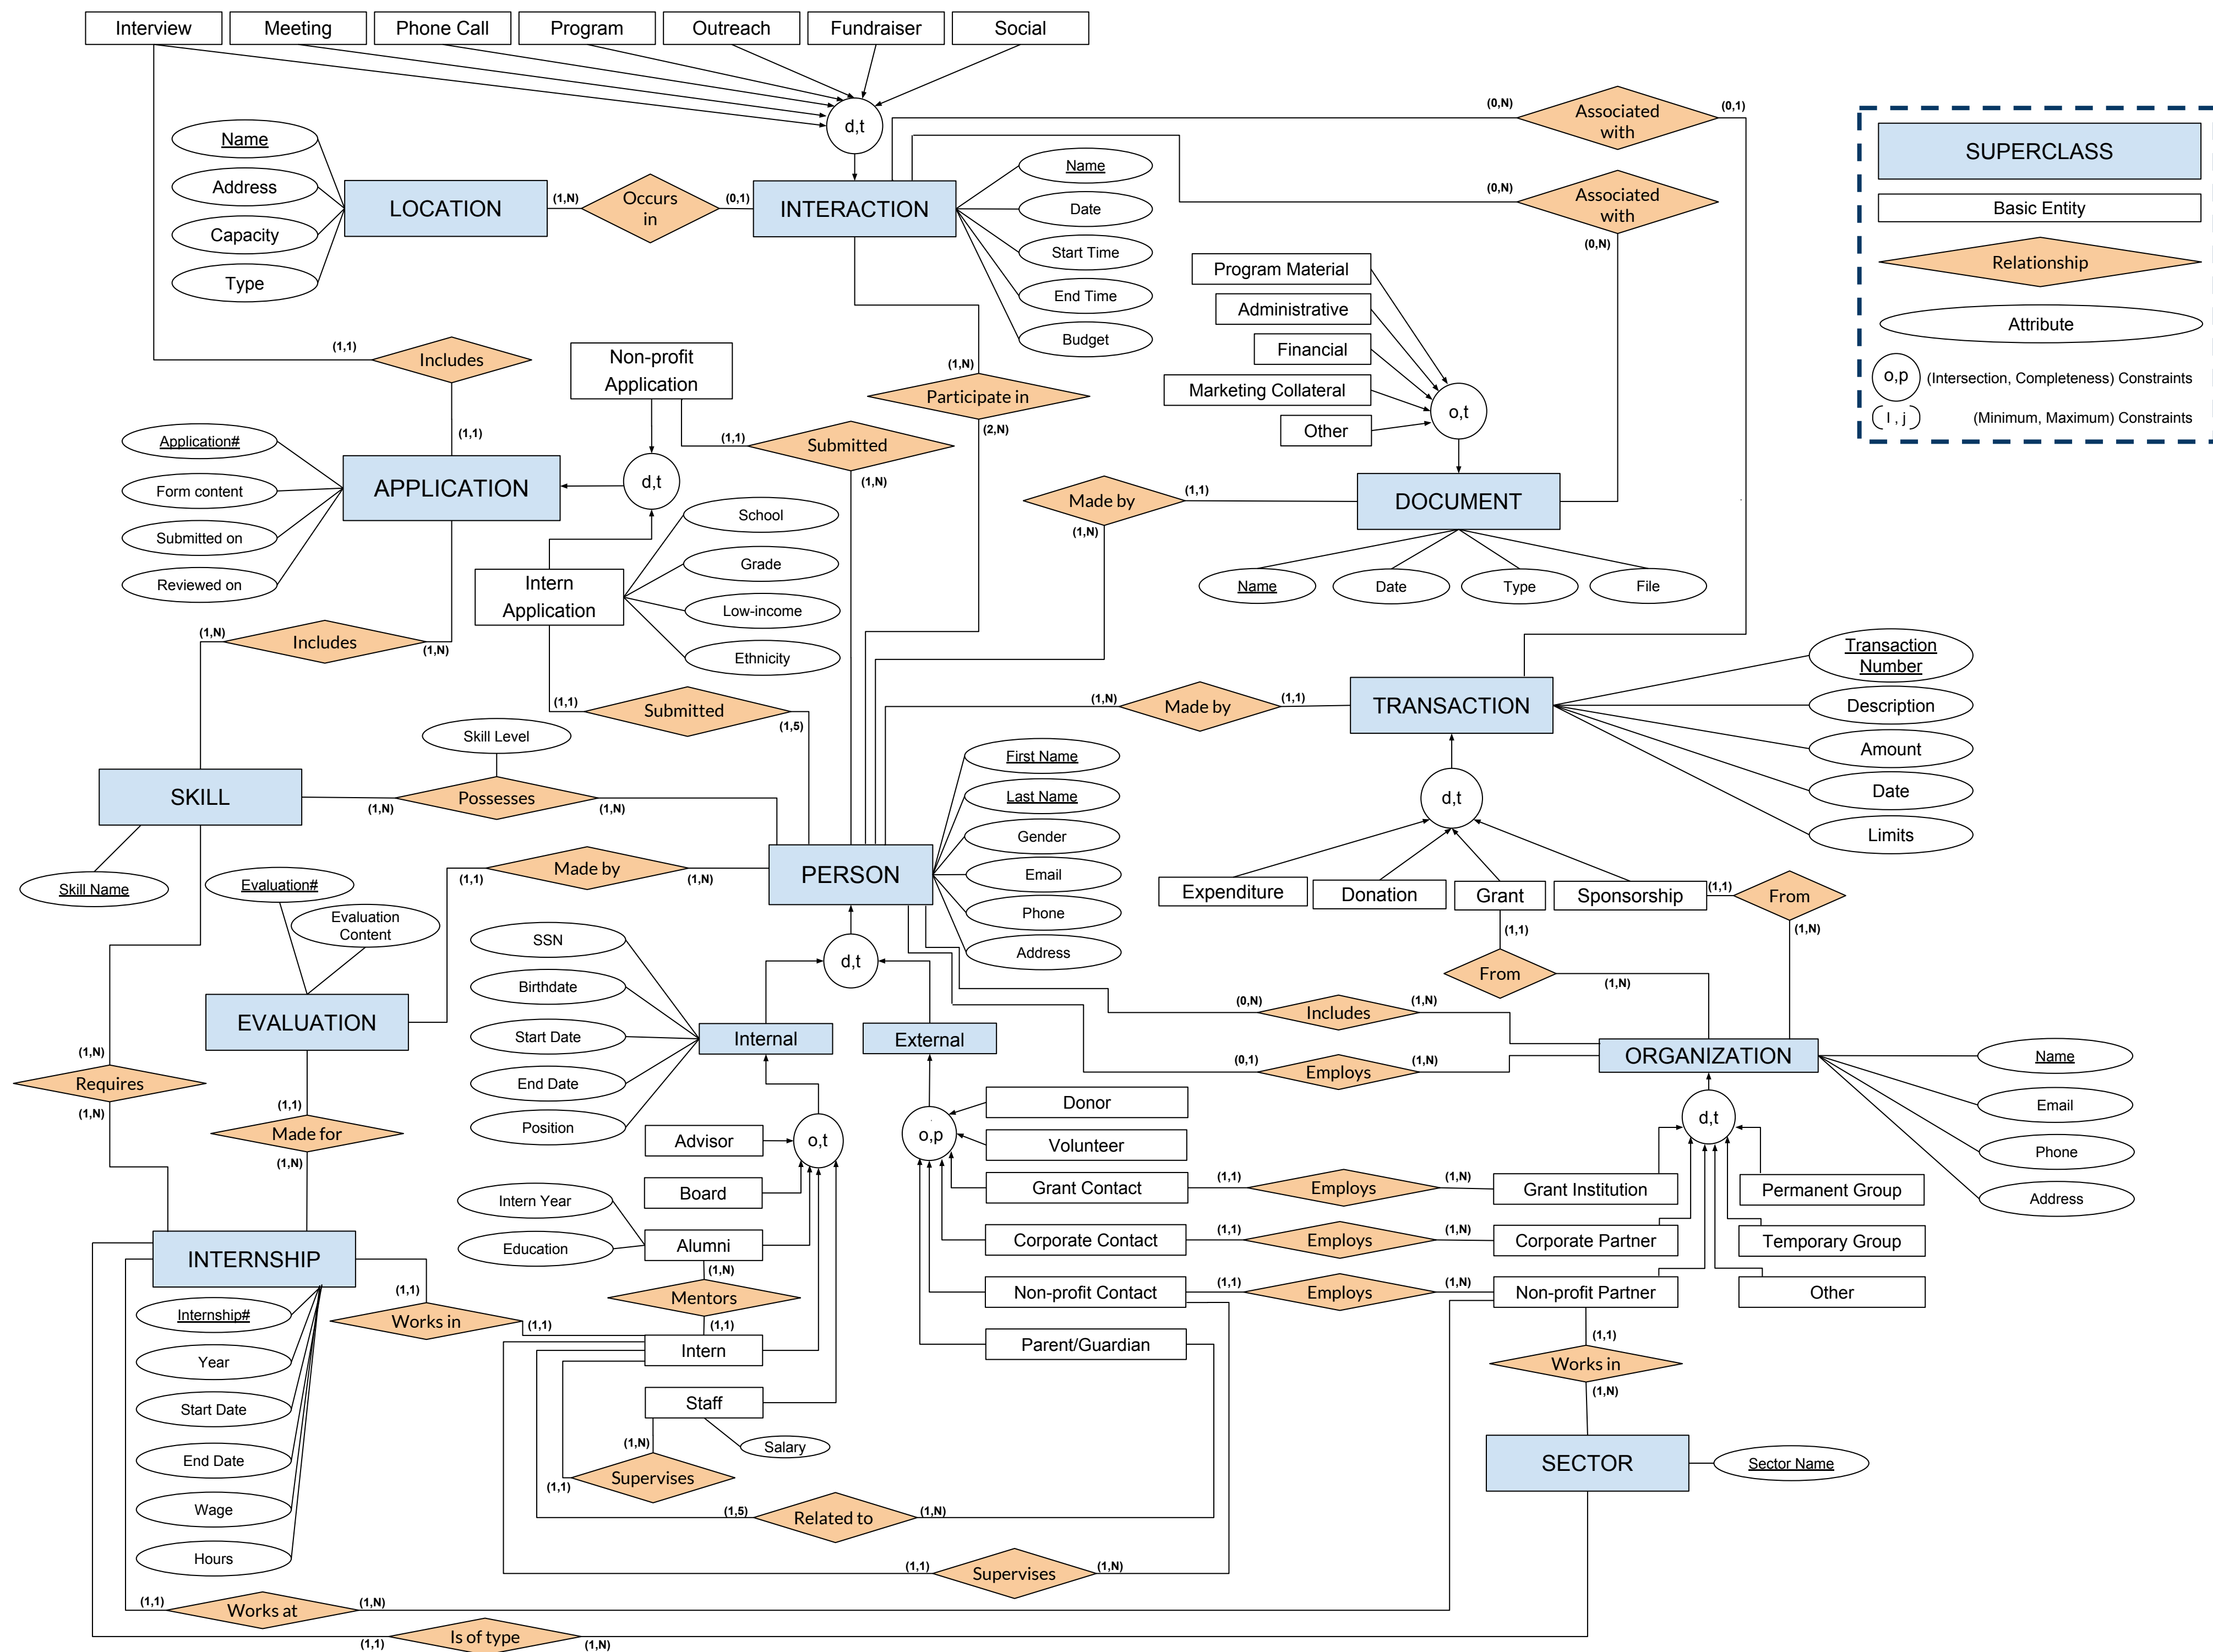 Interview
Meeting
Phone Call
Program
Outreach
Fundraiser
Social
d,t
(0,N)
Associated
with
(0,1)
SUPERCLASS
Basic Entity
Relationship
Attribute
o,p
(Intersection, Completeness) Constraints
( I , j )
(Minimum, Maximum) Constraints
Name
Address
Capacity
Type
LOCATION
(1,N)
Occurs
in
(0,1)
INTERACTION
Name
Date
Start Time
End Time
Budget
(0,N)
Associated
with
(0,N)
Program Material
Administrative
Financial
Marketing Collateral
Other
o,t
(1,1)
Includes
(1,1)
Non-profit
Application
(1,1)
Submitted
(1,N)
(1,N)
Participate in
(2,N)
Application#
Form content
Submitted on
Reviewed on
APPLICATION
d,t
School
Grade
Low-income
Ethnicity
Intern
Application
Made by
(1,1)
(1,N)
DOCUMENT
Name
Date
Type
File
(1,N)
Includes
(1,N)
(1,1)
Submitted
(1,5)
(1,N)
Made by
(1,1)
TRANSACTION
Transaction
Number
Description
Amount
Date
Limits
d,t
Expenditure
Donation
Grant
Sponsorship
(1,1)
From
(1,N)
(1,1)
From
(1,N)
Skill Level
SKILL
(1,N)
Possesses
(1,N)
Skill Name
First Name
Last Name
Gender
Email
Phone
Address
PERSON
Evaluation#
Evaluation
Content
(1,1)
Made by
(1,N)
EVALUATION
d,t
SSN
Birthdate
Start Date
End Date
Position
Internal
External
(0,N)
Includes
(1,N)
(0,1)
Employs
(1,N)
ORGANIZATION
Name
Email
Phone
Address
d,t
(1,N)
Requires
(1,N)
(1,1)
Made for
(1,N)
Advisor
Board
Intern Year
Education
Alumni
o,t
o,p
Donor
Volunteer
Grant Contact
(1,1)
Employs
(1,N)
Grant Institution
Permanent Group
Corporate Contact
(1,1)
Employs
(1,N)
Corporate Partner
Temporary Group
Non-profit Contact
(1,1)
Employs
(1,N)
Non-profit Partner
Other
Parent/Guardian
INTERNSHIP
Internship#
Year
Start Date
End Date
Wage
Hours
(1,1)
Works in
(1,1)
(1,N)
Mentors
(1,1)
Intern
Staff
Salary
(1,N)
Supervises
(1,1)
(1,5)
Related to
(1,N)
(1,1)
Supervises
(1,N)
(1,1)
Works in
(1,N)
SECTOR
Sector Name
(1,1)
Works at
(1,N)
(1,1)
Is of type
(1,N)